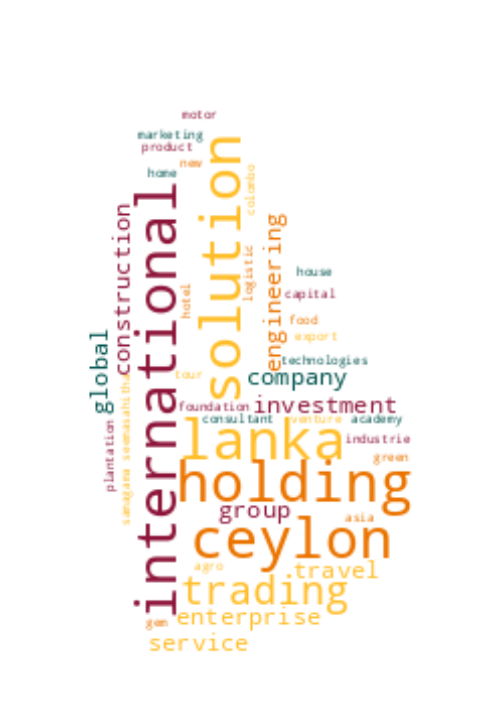 motor
marketing
product
new
home
colombo
solution
international
construction
engineering
logistic
hotel
house
capital
food
export
global
technologies
tour
company
foundation
investment
consultant
venture
academy
lanka
industrie
plantation
green
holding
group
asia
ceylon
agro
travel
trading
gem
enterprise
service